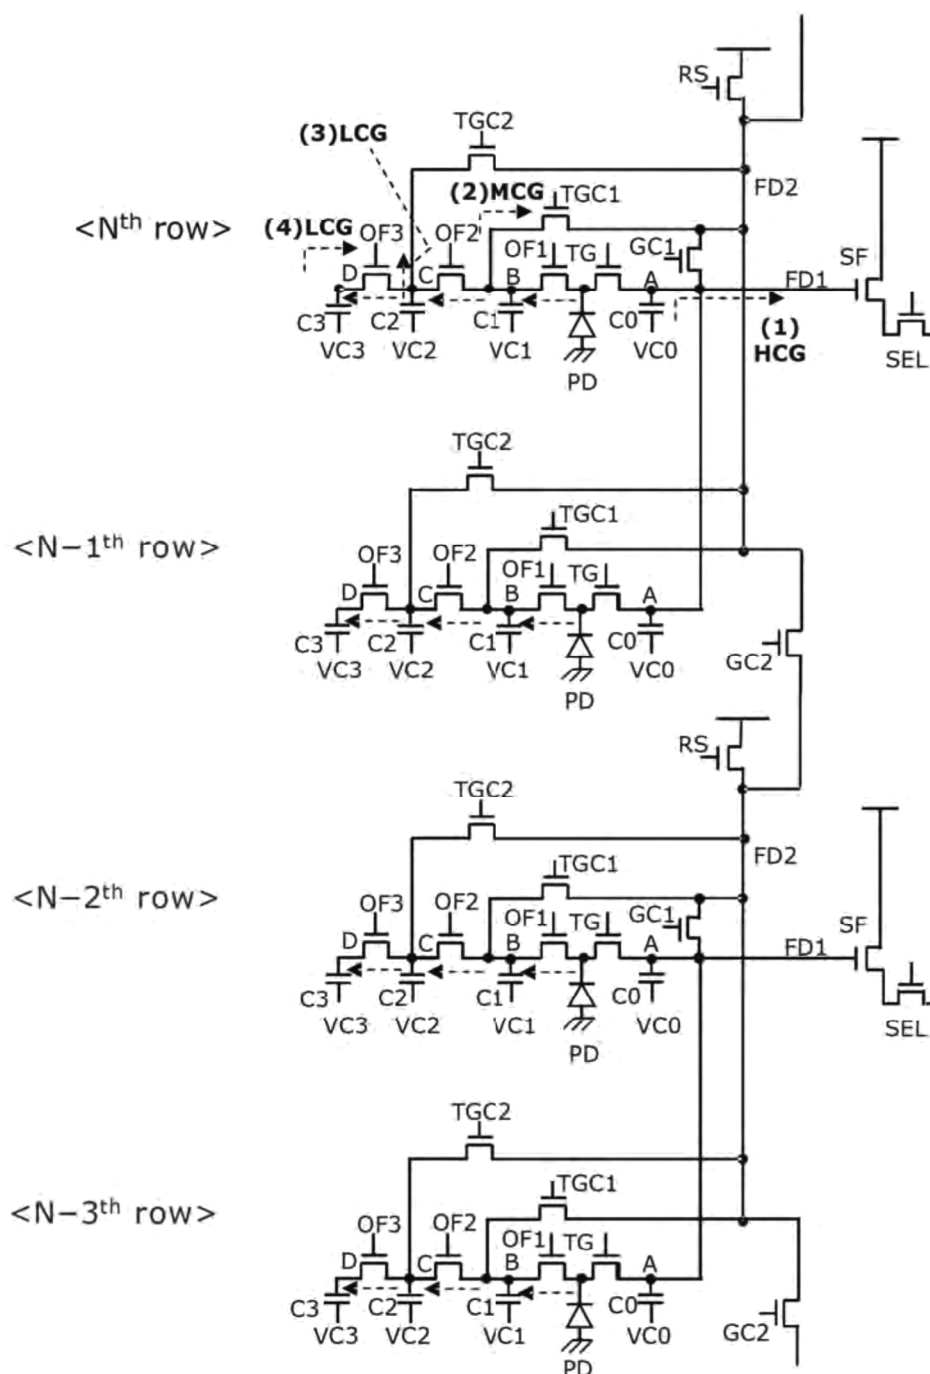 RS
TGC2
(3)LCG
FD2
(2)MCG
TGC1
<Nth row>
(4)LCG
OF3
OF2
OF1
TG
GC1
SF
D
C
B
A
FD1
C3
C2
C1
C0
(1)
HCG
VC3
VC2
VC1
VC0
SEL
PD
TGC2
TGC1
<N-1th row>
OF3
OF2
OF1
TG
D
C
B
A
C3
C2
C1
C0
VC3
VC2
VC1
VC0
GC2
PD
RS
TGC2
FD2
TGC1
<N-2th row>
OF3
OF2
OF1
TG
GC1
SF
D
C
B
A
FD1
C3
C2
C1
C0
VC3
VC2
VC1
VC0
SEL
PD
TGC2
TGC1
<N-3th row>
OF3
OF2
OF1
TG
D
C
B
A
C3
C2
C1
C0
VC3
VC2
VC1
VC0
GC2
PD